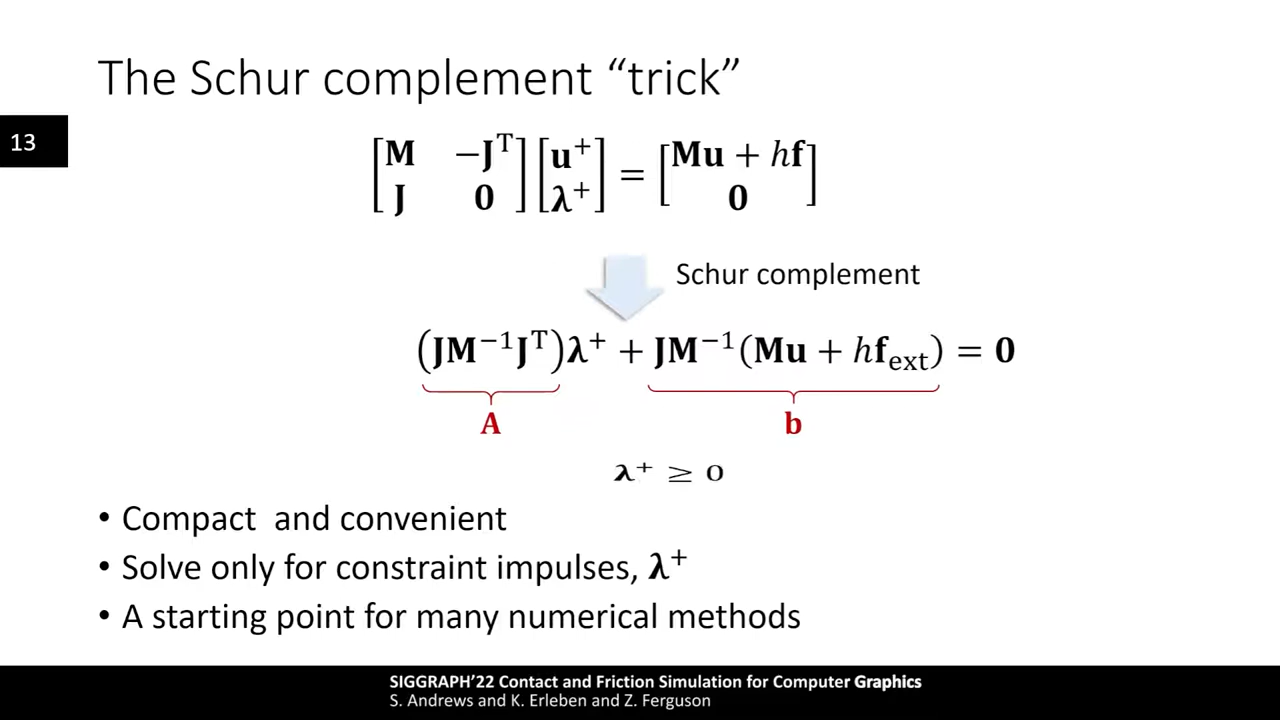 The Schur complement “trick”
13
[M −Jᵀ] [u⁺] = [Mu + hf]
[J 0] [λ⁺] [0]
Schur complement
(JM⁻¹Jᵀ)λ⁺ + JM⁻¹(Mu + hf_ext) = 0
A b
λ⁺ ≥ 0
• Compact and convenient
• Solve only for constraint impulses, λ⁺
• A starting point for many numerical methods
SIGGRAPH’22 Contact and Friction Simulation for Computer Graphics
S. Andrews and K. Erleben and Z. Ferguson